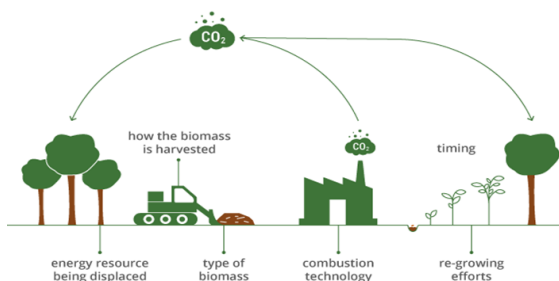 CO₂
how the biomass
is harvested
CO₂
timing
energy resource
being displaced
type of
biomass
combustion
technology
re-growing
efforts